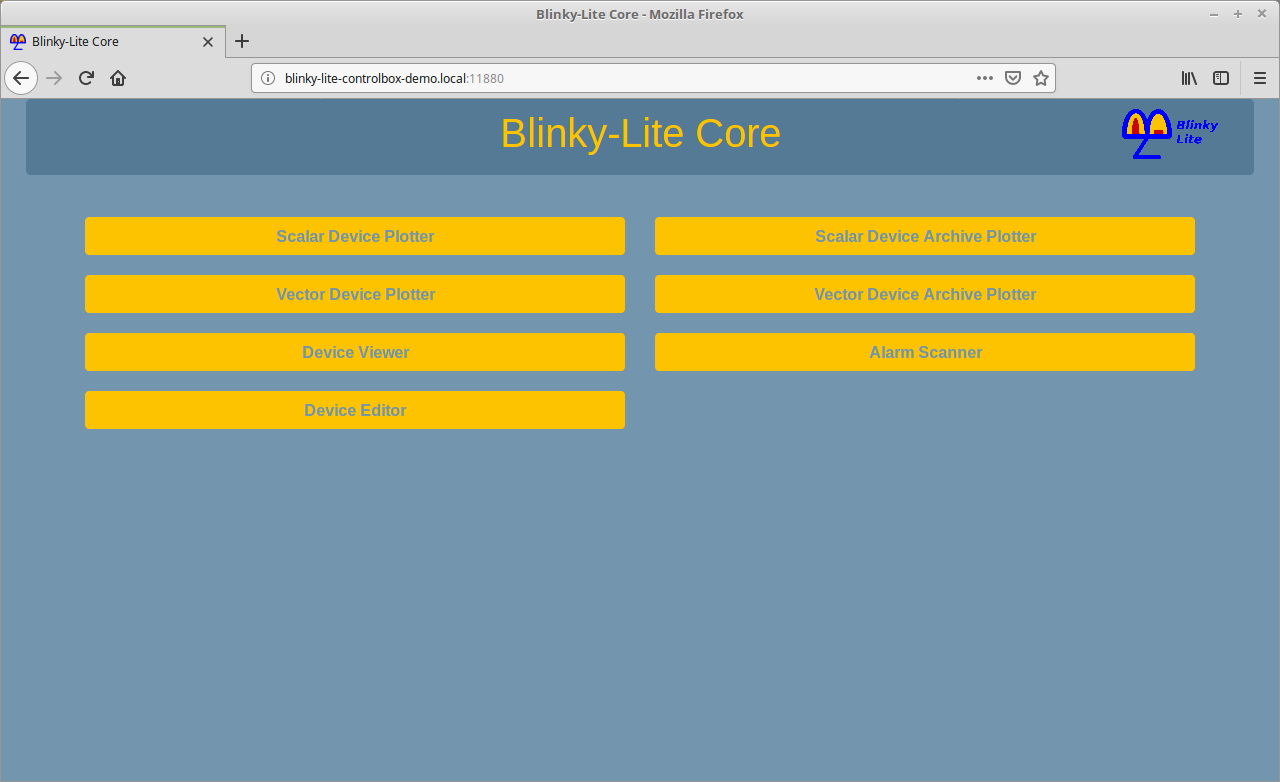 Blinky-Lite Core - Mozilla Firefox
Blinky-Lite Core
blinky-lite-controlbox-demo.local:11880
Blinky-Lite Core
Blinky
Lite
Scalar Device Plotter
Scalar Device Archive Plotter
Vector Device Plotter
Vector Device Archive Plotter
Device Viewer
Alarm Scanner
Device Editor